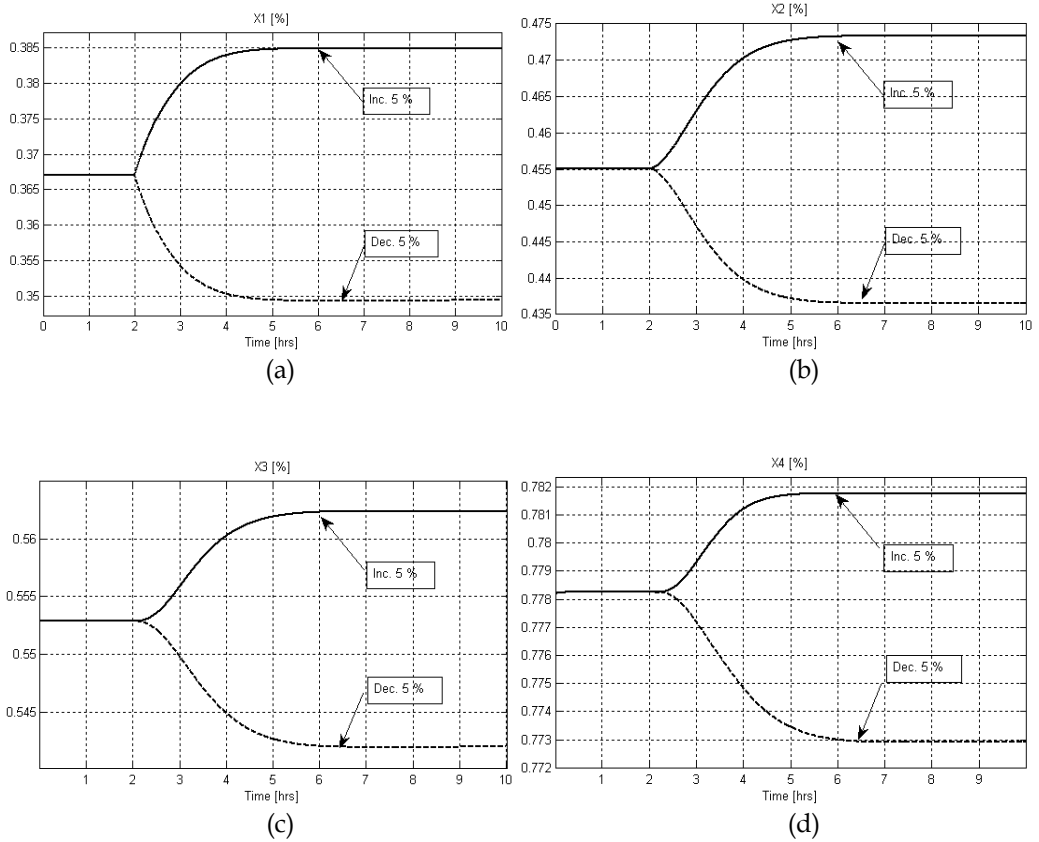 X1 [%]
0.385
0.38
0.375
0.37
0.365
0.36
0.355
0.35
Inc. 5 %
Dec. 5 %
0 1 2 3 4 5 6 7 8 9 10
Time [hrs]
(a)
X2 [%]
0.475
0.47
0.465
0.46
0.455
0.45
0.445
0.44
0.435
Inc. 5 %
Dec. 5 %
0 1 2 3 4 5 6 7 8 9 10
Time [hrs]
(b)
X3 [%]
0.56
0.555
0.55
0.545
Inc. 5 %
Dec. 5 %
1 2 3 4 5 6 7 8 9 10
Time [hrs]
(c)
X4 [%]
0.782
0.781
0.78
0.779
0.778
0.777
0.776
0.775
0.774
0.773
0.772
Inc. 5 %
Dec. 5 %
1 2 3 4 5 6 7 8 9 10
Time [hrs]
(d)